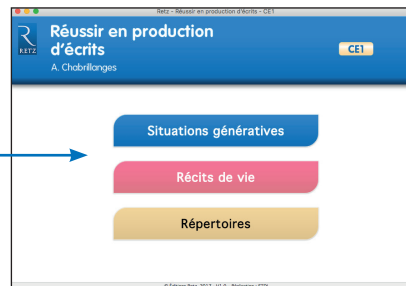 Retz - Réussir en production d'écrits - CE1
RETZ
Réussir en production
d'écrits
A. Chabrillanges
CE1
Situations génératives
Récits de vie
Répertoires